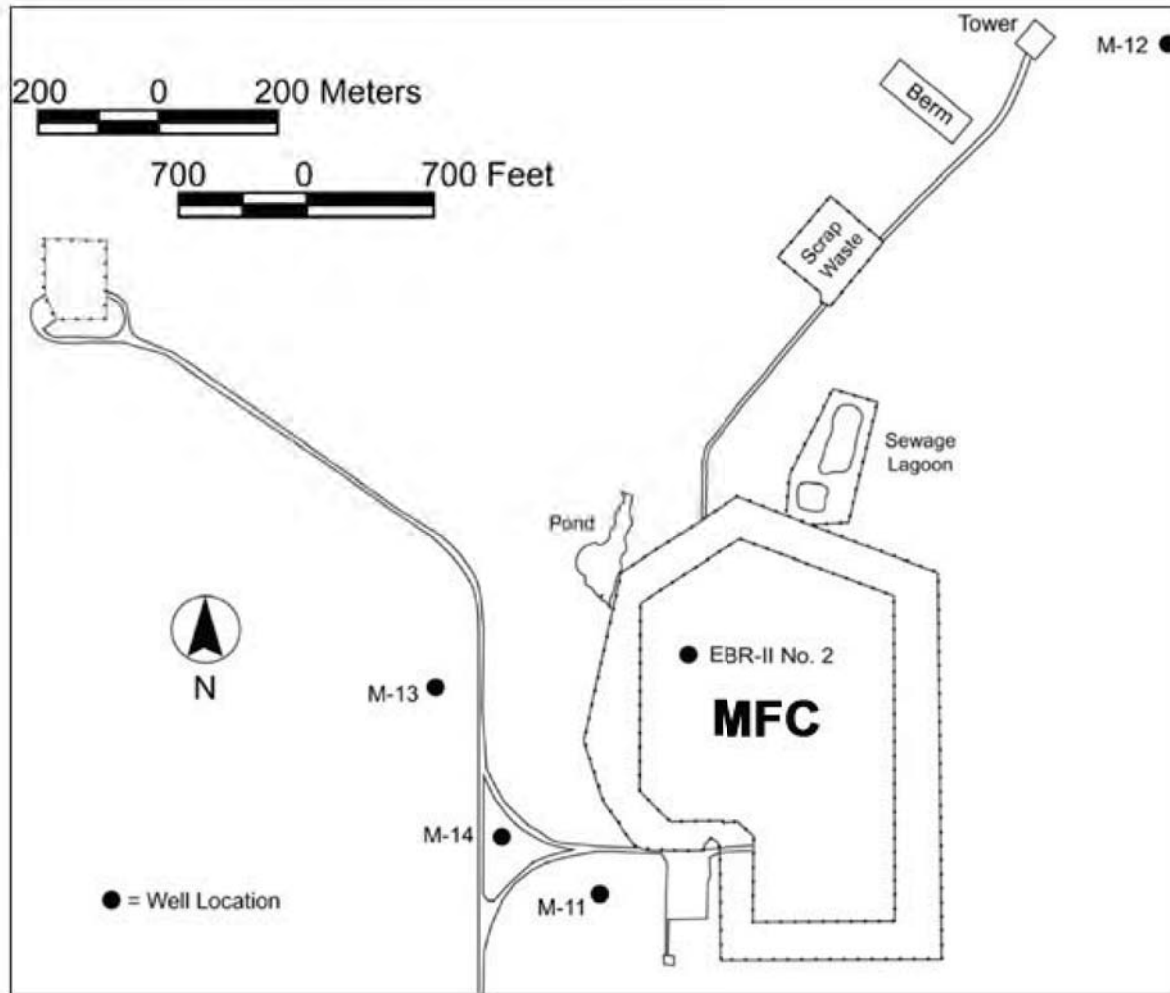 Tower
M-12
200 0 200 Meters
Berm
700 0 700 Feet
Scrap
Waste
Sewage
Lagoon
Pond
EBR-II No. 2
N
M-13
MFC
M-14
= Well Location
M-11